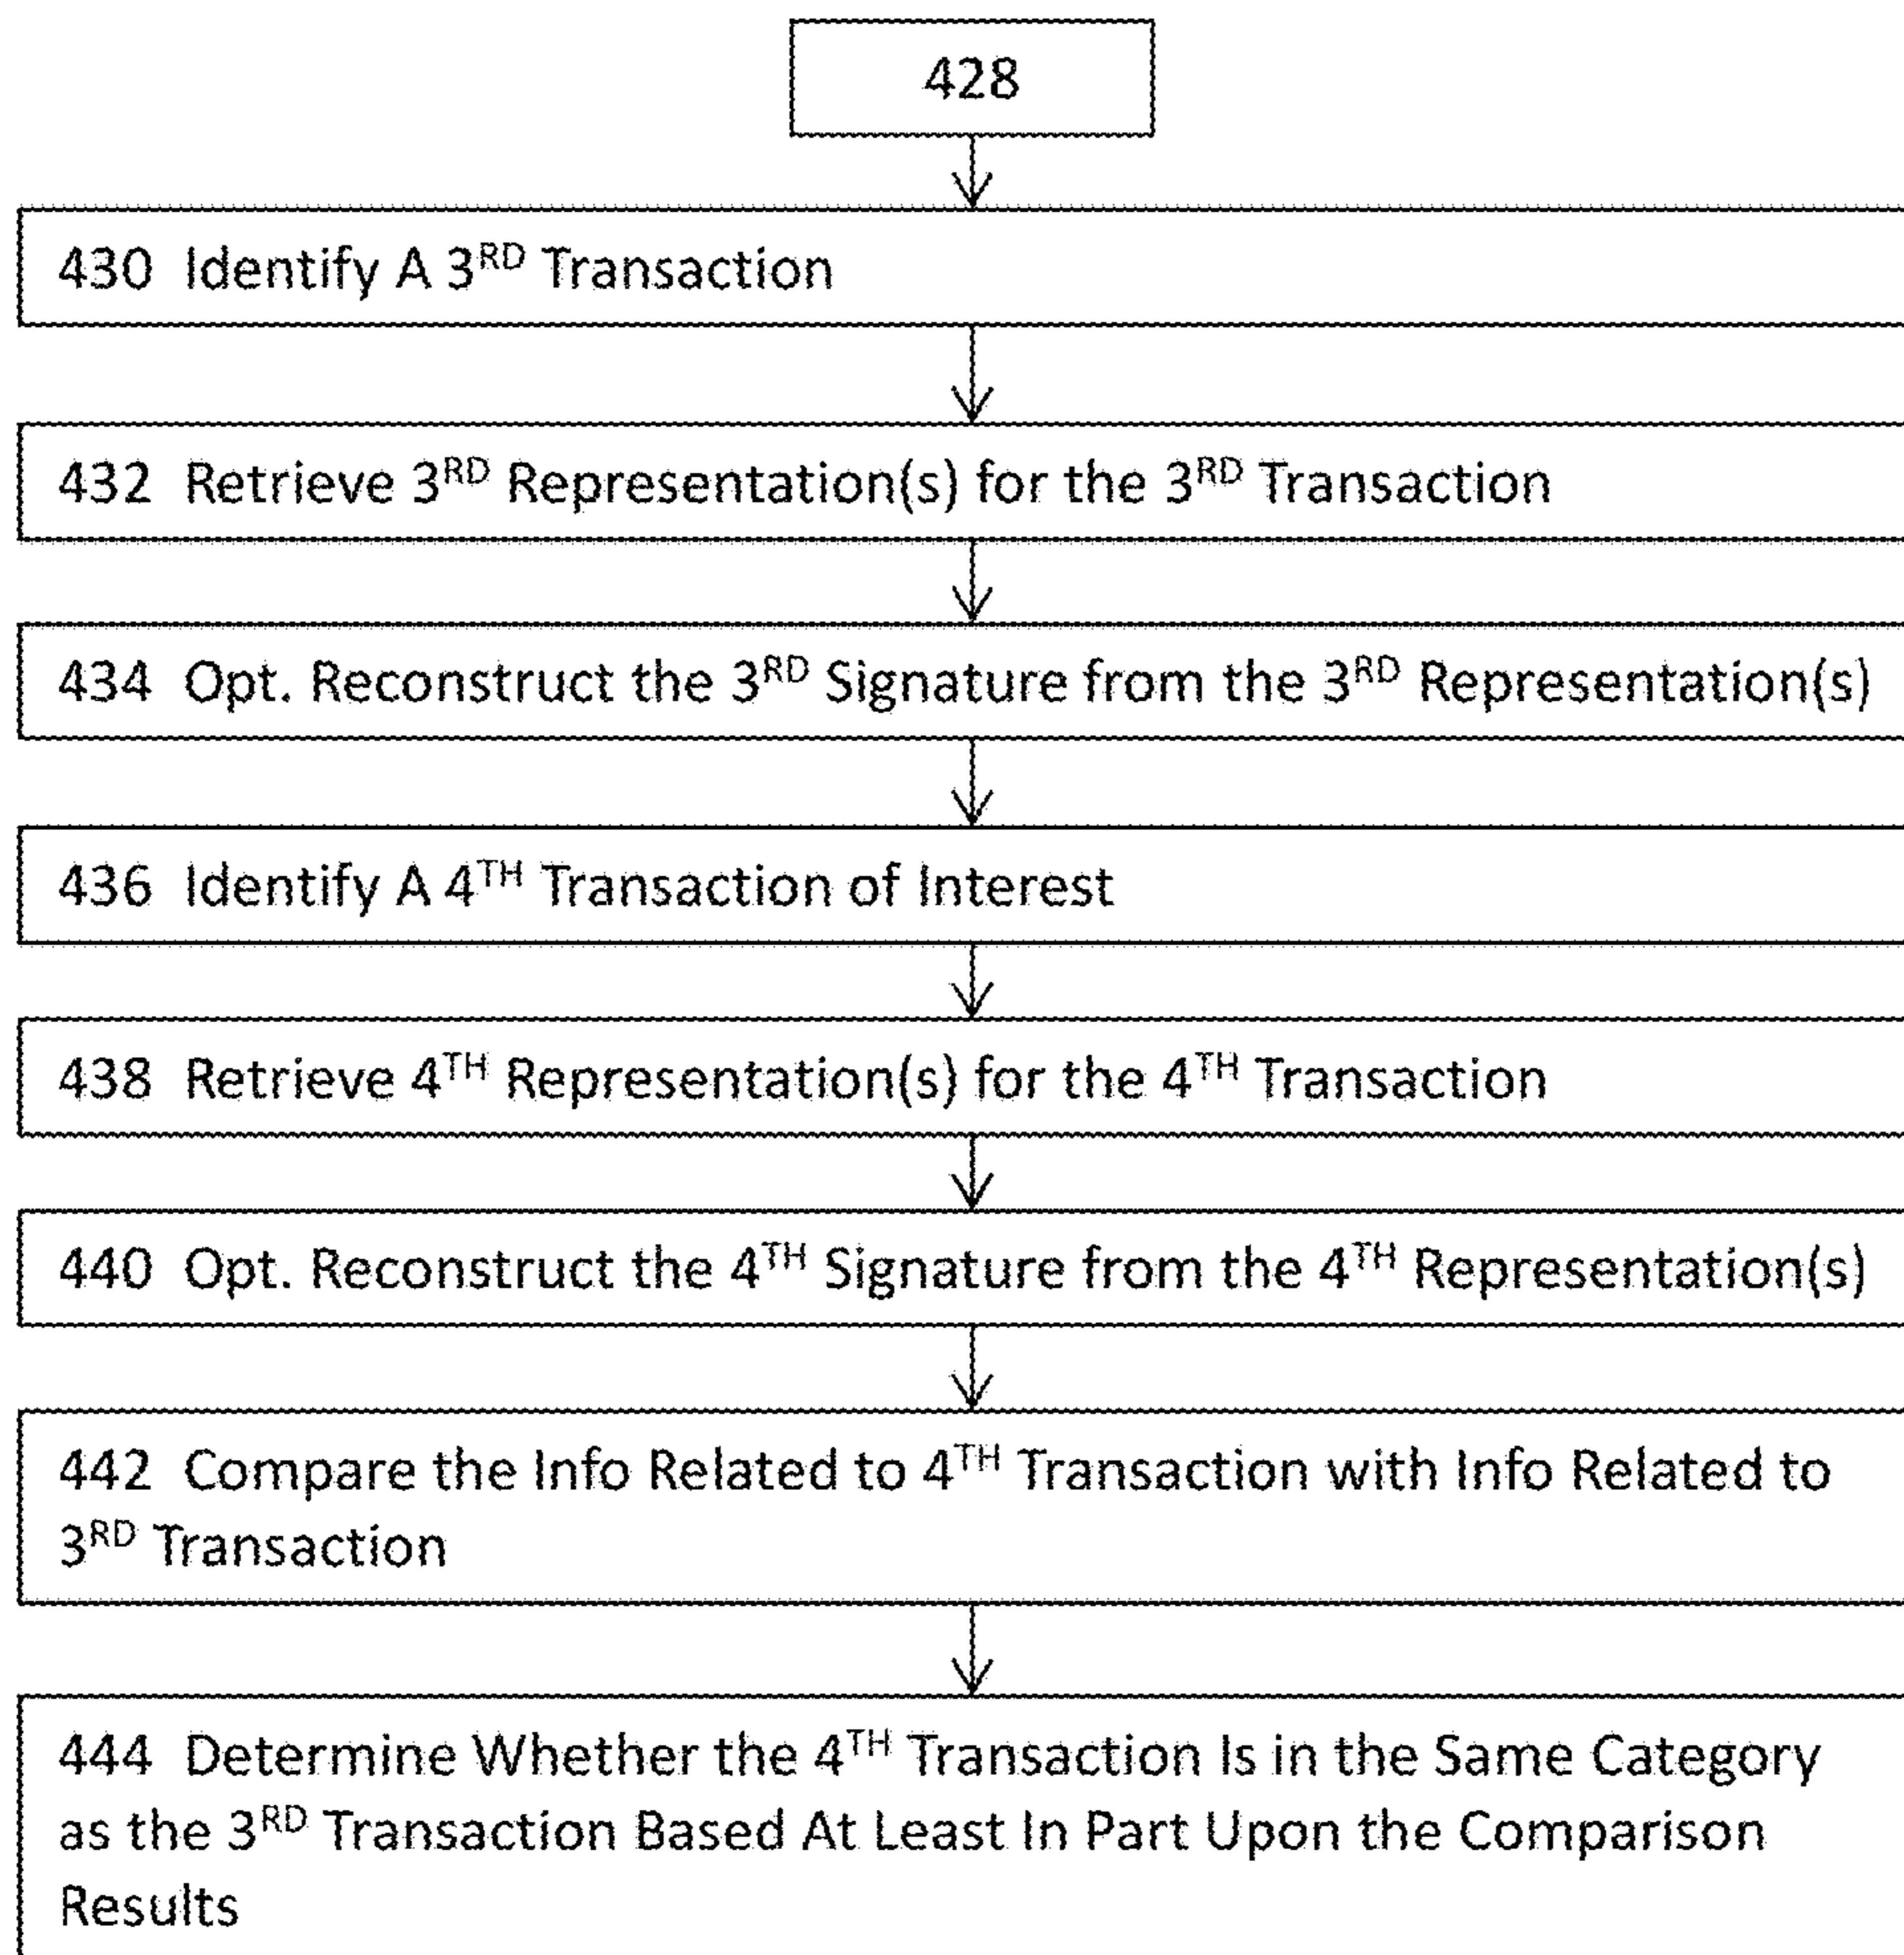 428
430 Identify A 3RD Transaction
432 Retrieve 3RD Representation(s) for the 3RD Transaction
434 Opt. Reconstruct the 3RD Signature from the 3RD Representation(s)
436 Identify A 4TH Transaction of Interest
438 Retrieve 4TH Representation(s) for the 4TH Transaction
440 Opt. Reconstruct the 4TH Signature from the 4TH Representation(s)
442 Compare the Info Related to 4TH Transaction with Info Related to
3RD Transaction
444 Determine Whether the 4TH Transaction Is in the Same Category
as the 3RD Transaction Based At Least In Part Upon the Comparison
Results